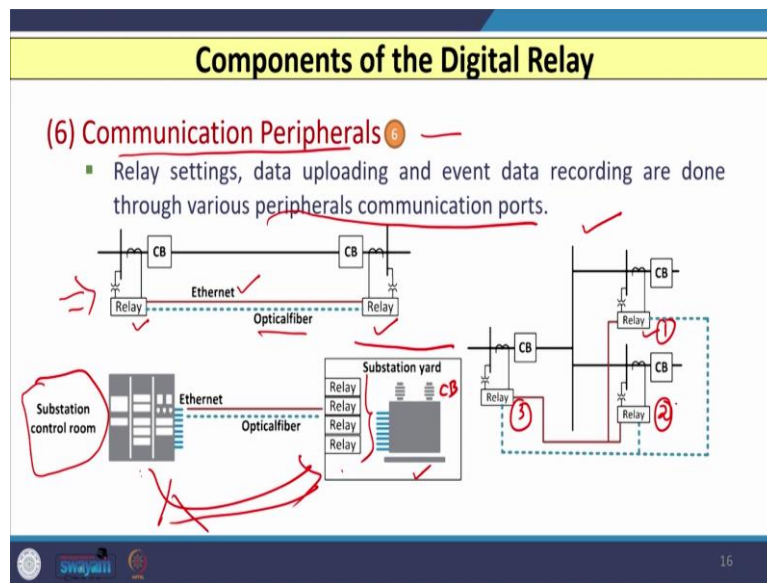 Components of the Digital Relay
(6) Communication Peripherals 6
▪ Relay settings, data uploading and event data recording are done
through various peripherals communication ports.
CB
CB
Ethernet
Relay
Relay
Opticalfiber
CB
Relay
1
CB
CB
Relay
2
Relay
3
Substation
control room
Ethernet
Opticalfiber
Substation yard
Relay
Relay
Relay
Relay
CB
swayam
16